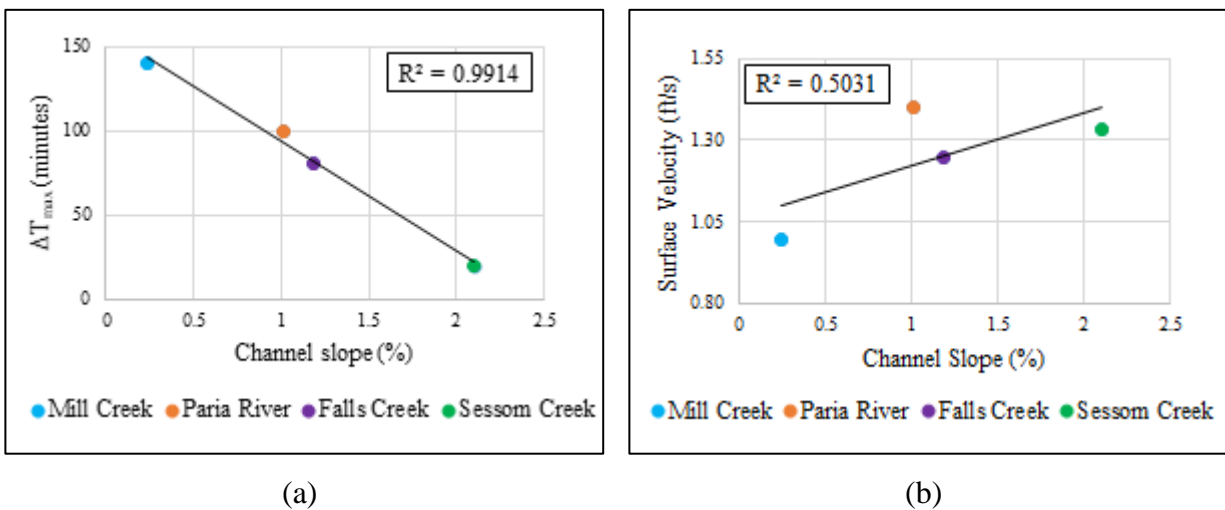 150
100
50
0
ΔTmax (minutes)
R² = 0.9914
0 0.5 1 1.5 2 2.5
Channel slope (%)
Mill Creek Paria River Falls Creek Sessom Creek
(a)
1.55
1.30
1.05
0.80
Surface Velocity (ft/s)
R² = 0.5031
0 0.5 1 1.5 2 2.5
Channel Slope (%)
Mill Creek Paria River Falls Creek Sessom Creek
(b)